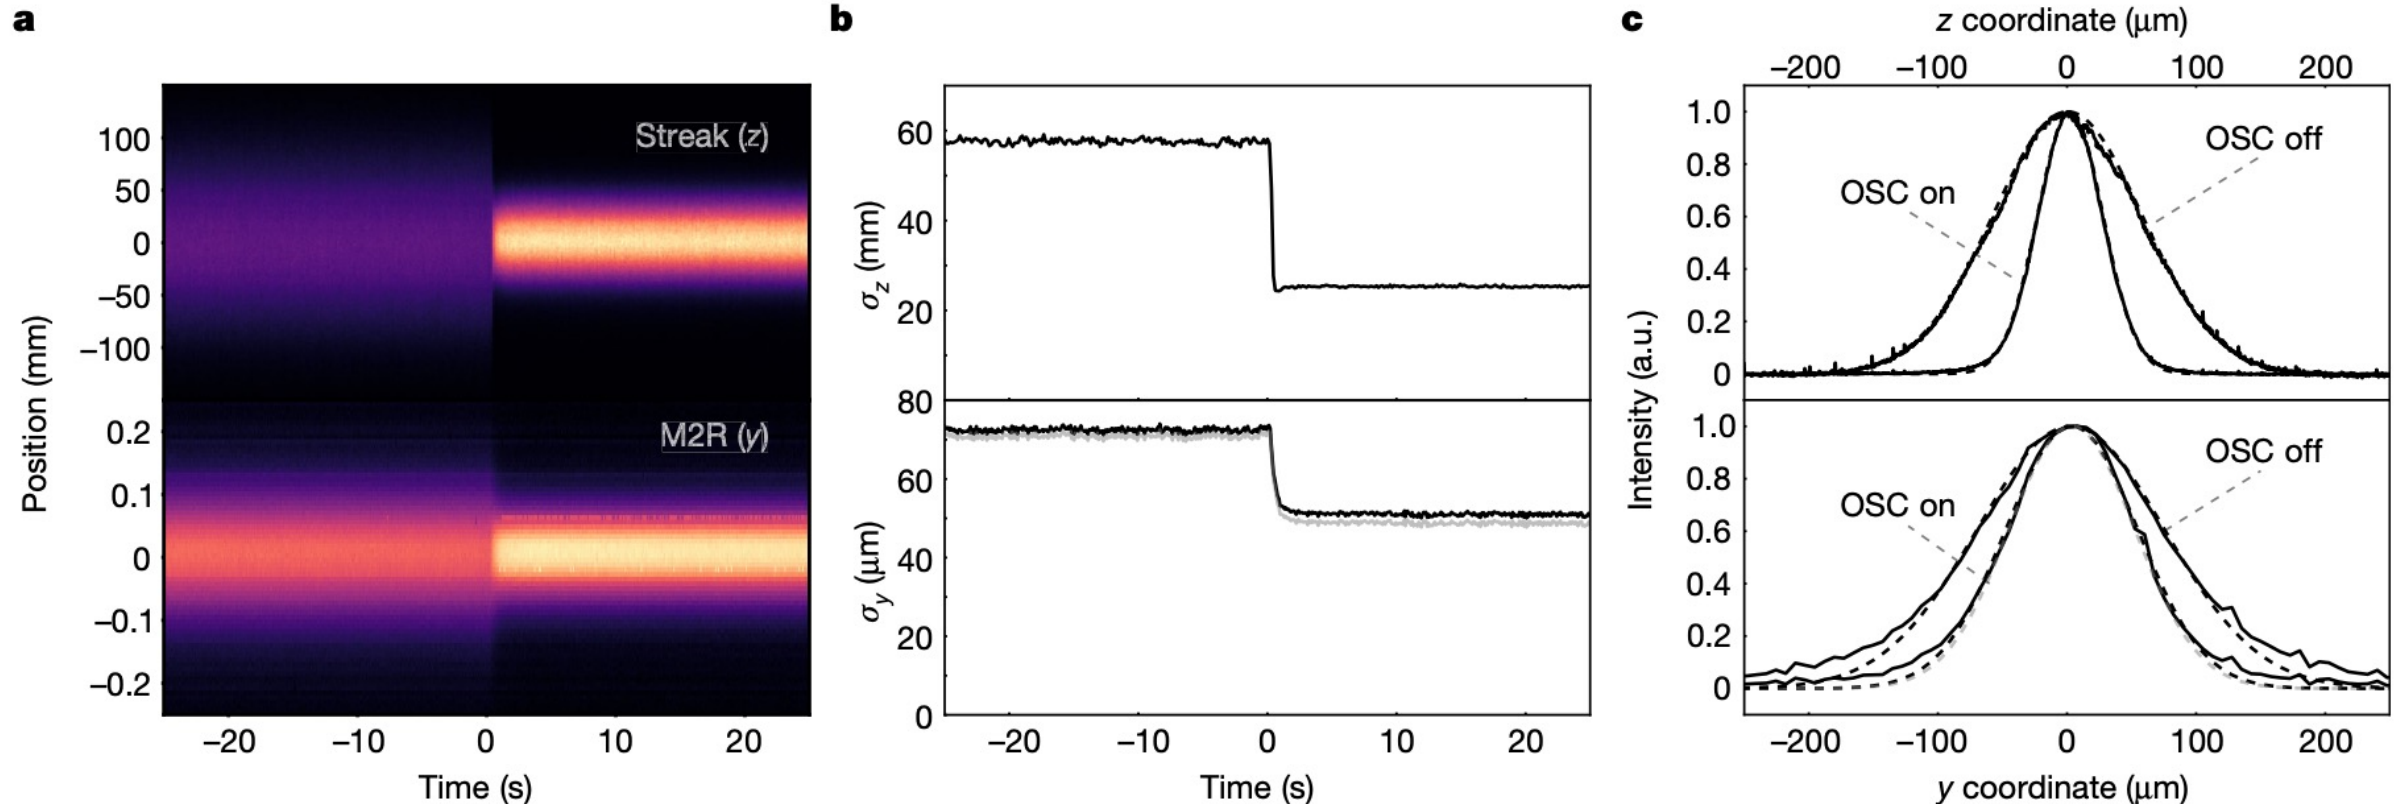 a
Position (mm)
100
50
0
−50
−100
Streak (z)
0.2
0.1
0
−0.1
−0.2
M2R (y)
−20 −10 0 10 20
Time (s)
b
σz (mm)
60
40
20
80
σy (μm)
60
40
20
0
−20 −10 0 10 20
Time (s)
c
z coordinate (μm)
−200 −100 0 100 200
Intensity (a.u.)
1.0
0.8
0.6
0.4
0.2
0
OSC off
OSC on
1.0
0.8
0.6
0.4
0.2
0
OSC off
OSC on
−200 −100 0 100 200
y coordinate (μm)